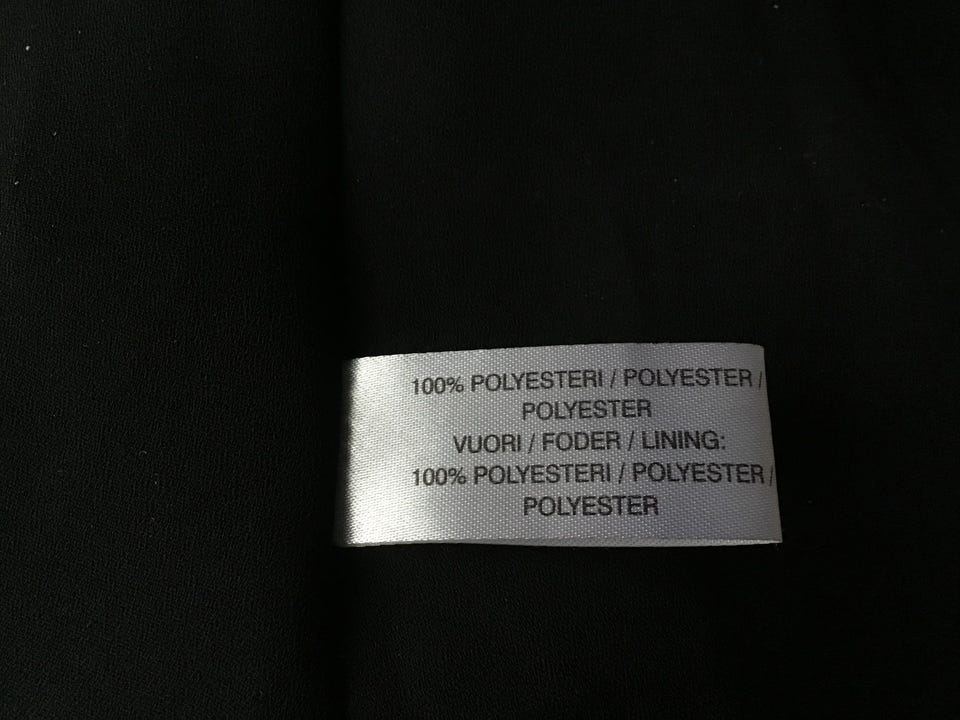 100% POLYESTERI / POLYESTER /
POLYESTER
VUORI / FODER / LINING:
100% POLYESTERI / POLYESTER /
POLYESTER